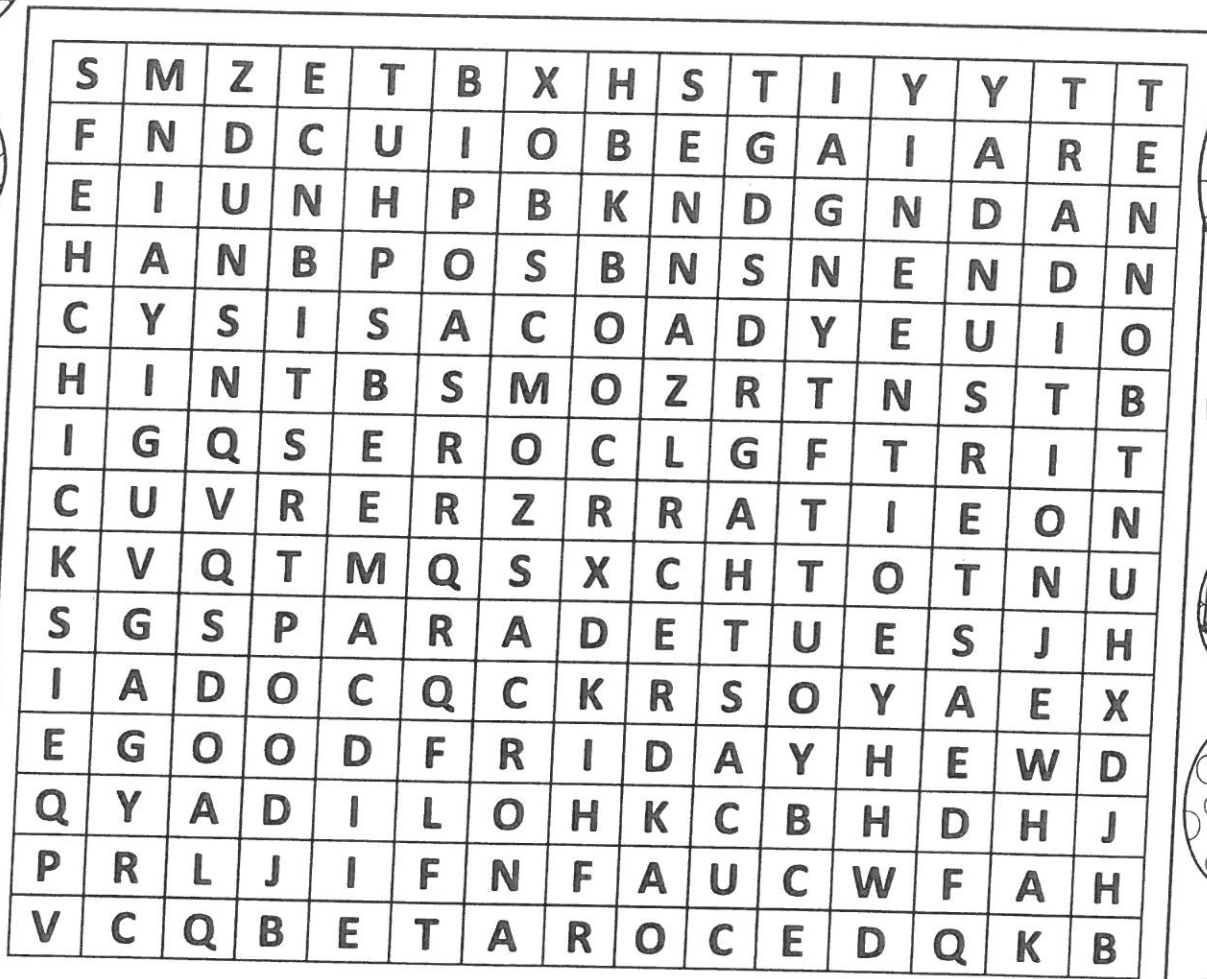 S M Z E T B X H S T I Y Y T T
F N D C U I O B E G A I A R E
E I U N H P B K N D G N D A N
H A N B P O S B N S N E N D N
C Y S I S A C O A D Y E U I O
H I N T B S M O Z R T N S T B
I G Q S E R O C L G F T R I T
C U V R E R Z R R A T I E O N
K V Q T M Q S X C H T O T N U
S G S P A R A D E T U E S J H
I A D O C Q C K R S O Y A E X
E G O O D F R I D A Y H E W D
Q Y A D I L O H K C B H D H J
P R L J I F N F A U C W F A H
V C Q B E T A R O C E D Q K B